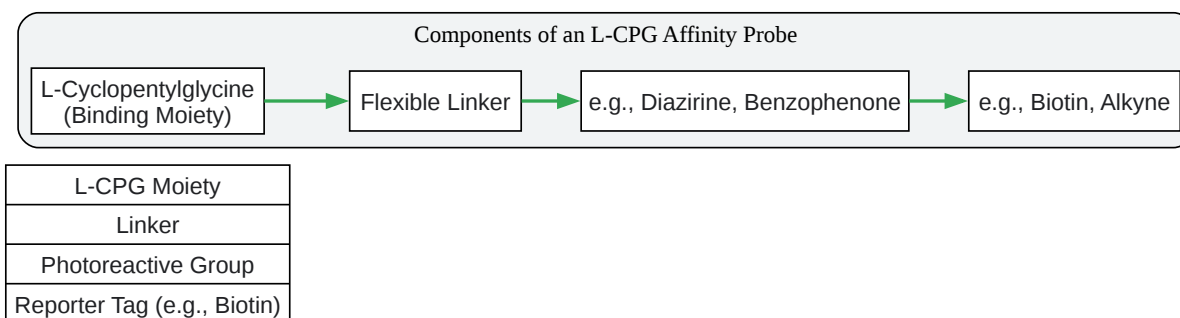 Components of an L-CPG Affinity Probe
L-Cyclopentylglycine
(Binding Moiety)
Flexible Linker
e.g., Diazirine, Benzophenone
e.g., Biotin, Alkyne
L-CPG Moiety
Linker
Photoreactive Group
Reporter Tag (e.g., Biotin)